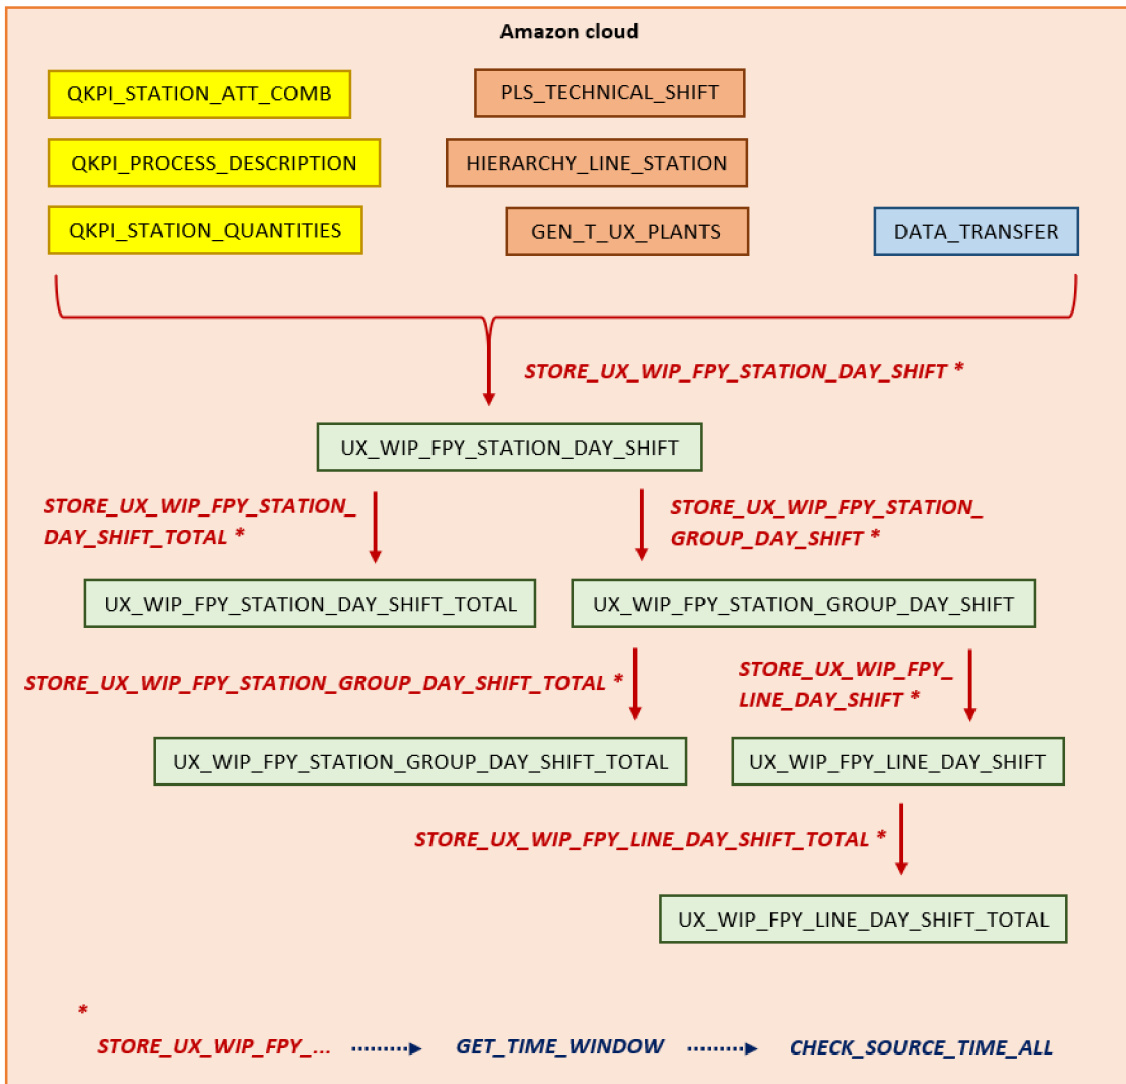 Amazon cloud
QKPI_STATION_ATT_COMB
PLS_TECHNICAL_SHIFT
QKPI_PROCESS_DESCRIPTION
HIERARCHY_LINE_STATION
QKPI_STATION_QUANTITIES
GEN_T_UX_PLANTS
DATA_TRANSFER
STORE_UX_WIP_FPY_STATION_DAY_SHIFT *
UX_WIP_FPY_STATION_DAY_SHIFT
STORE_UX_WIP_FPY_STATION_
DAY_SHIFT_TOTAL *
STORE_UX_WIP_FPY_STATION_
GROUP_DAY_SHIFT *
UX_WIP_FPY_STATION_DAY_SHIFT_TOTAL
UX_WIP_FPY_STATION_GROUP_DAY_SHIFT
STORE_UX_WIP_FPY_STATION_GROUP_DAY_SHIFT_TOTAL *
STORE_UX_WIP_FPY_
LINE_DAY_SHIFT *
UX_WIP_FPY_STATION_GROUP_DAY_SHIFT_TOTAL
UX_WIP_FPY_LINE_DAY_SHIFT
STORE_UX_WIP_FPY_LINE_DAY_SHIFT_TOTAL *
UX_WIP_FPY_LINE_DAY_SHIFT_TOTAL
*
STORE_UX_WIP_FPY_...
GET_TIME_WINDOW
CHECK_SOURCE_TIME_ALL